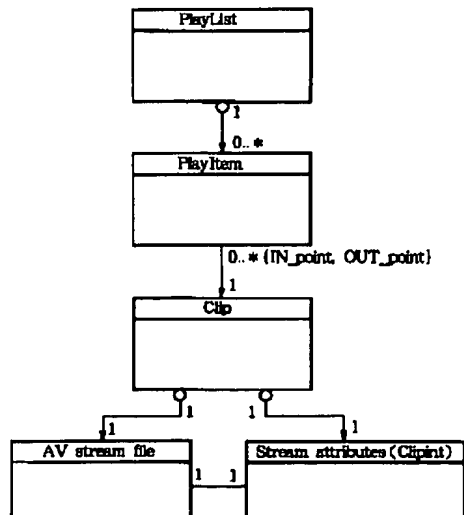 PlayList
1
0..*
PlayItem
0..* {IN_point, OUT_point}
1
Clip
1 1
1 1
AV stream file Stream attributes (Clipint)
1 1